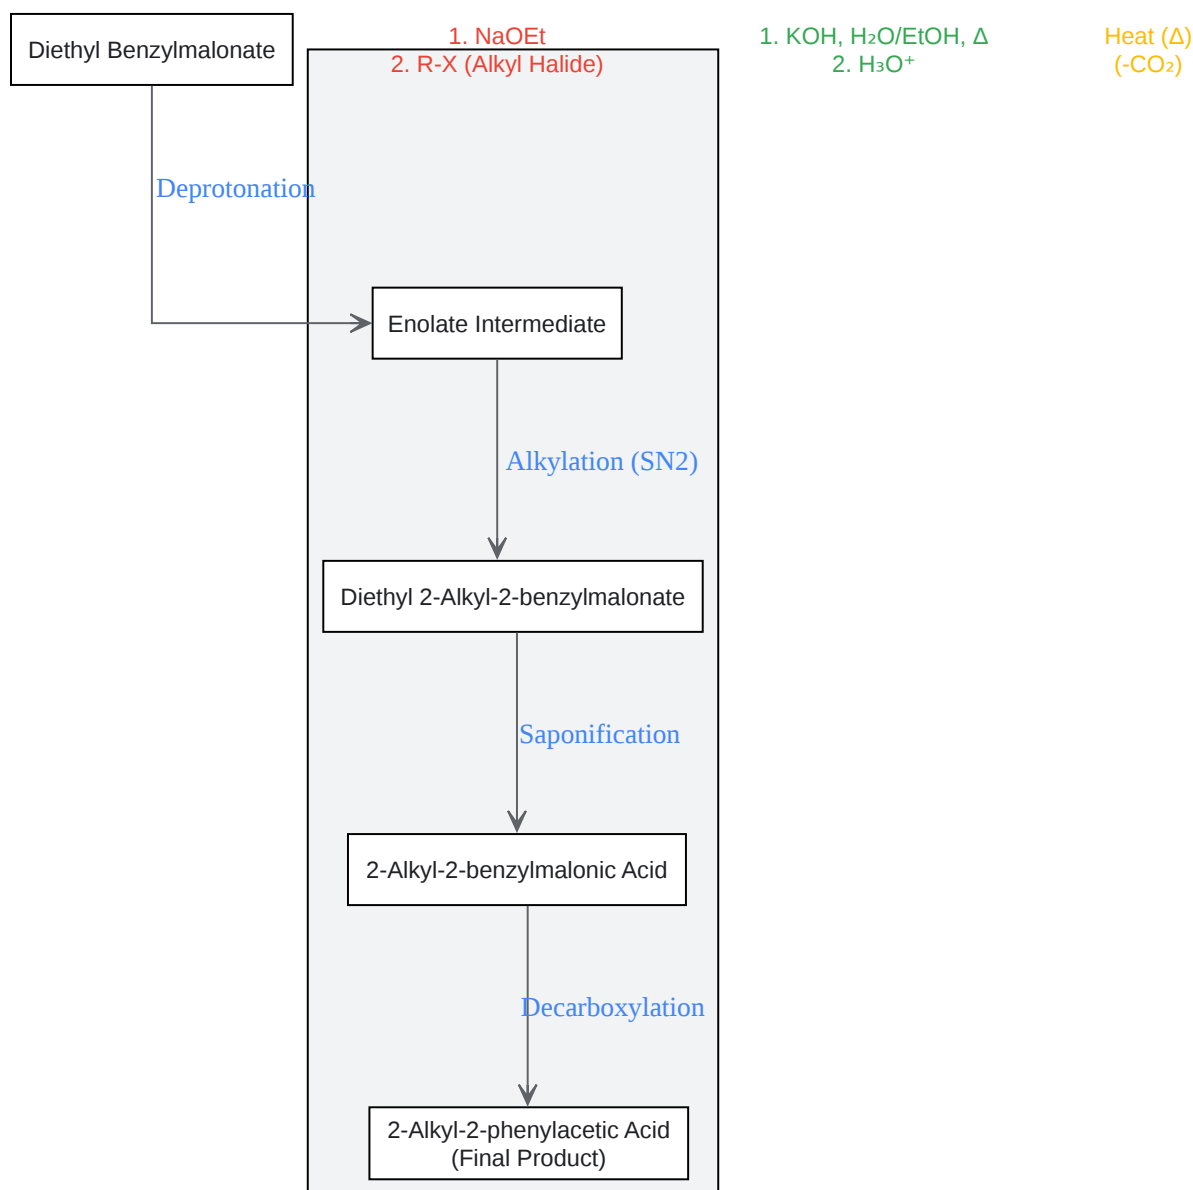 Diethyl Benzylmalonate
1. NaOEt
2. R-X (Alkyl Halide)
1. KOH, H₂O/EtOH, Δ
2. H₃O⁺
Heat (Δ)
(-CO₂)
Deprotonation
Enolate Intermediate
Alkylation (SN2)
Diethyl 2-Alkyl-2-benzylmalonate
Saponification
2-Alkyl-2-benzylmalonic Acid
Decarboxylation
2-Alkyl-2-phenylacetic Acid
(Final Product)